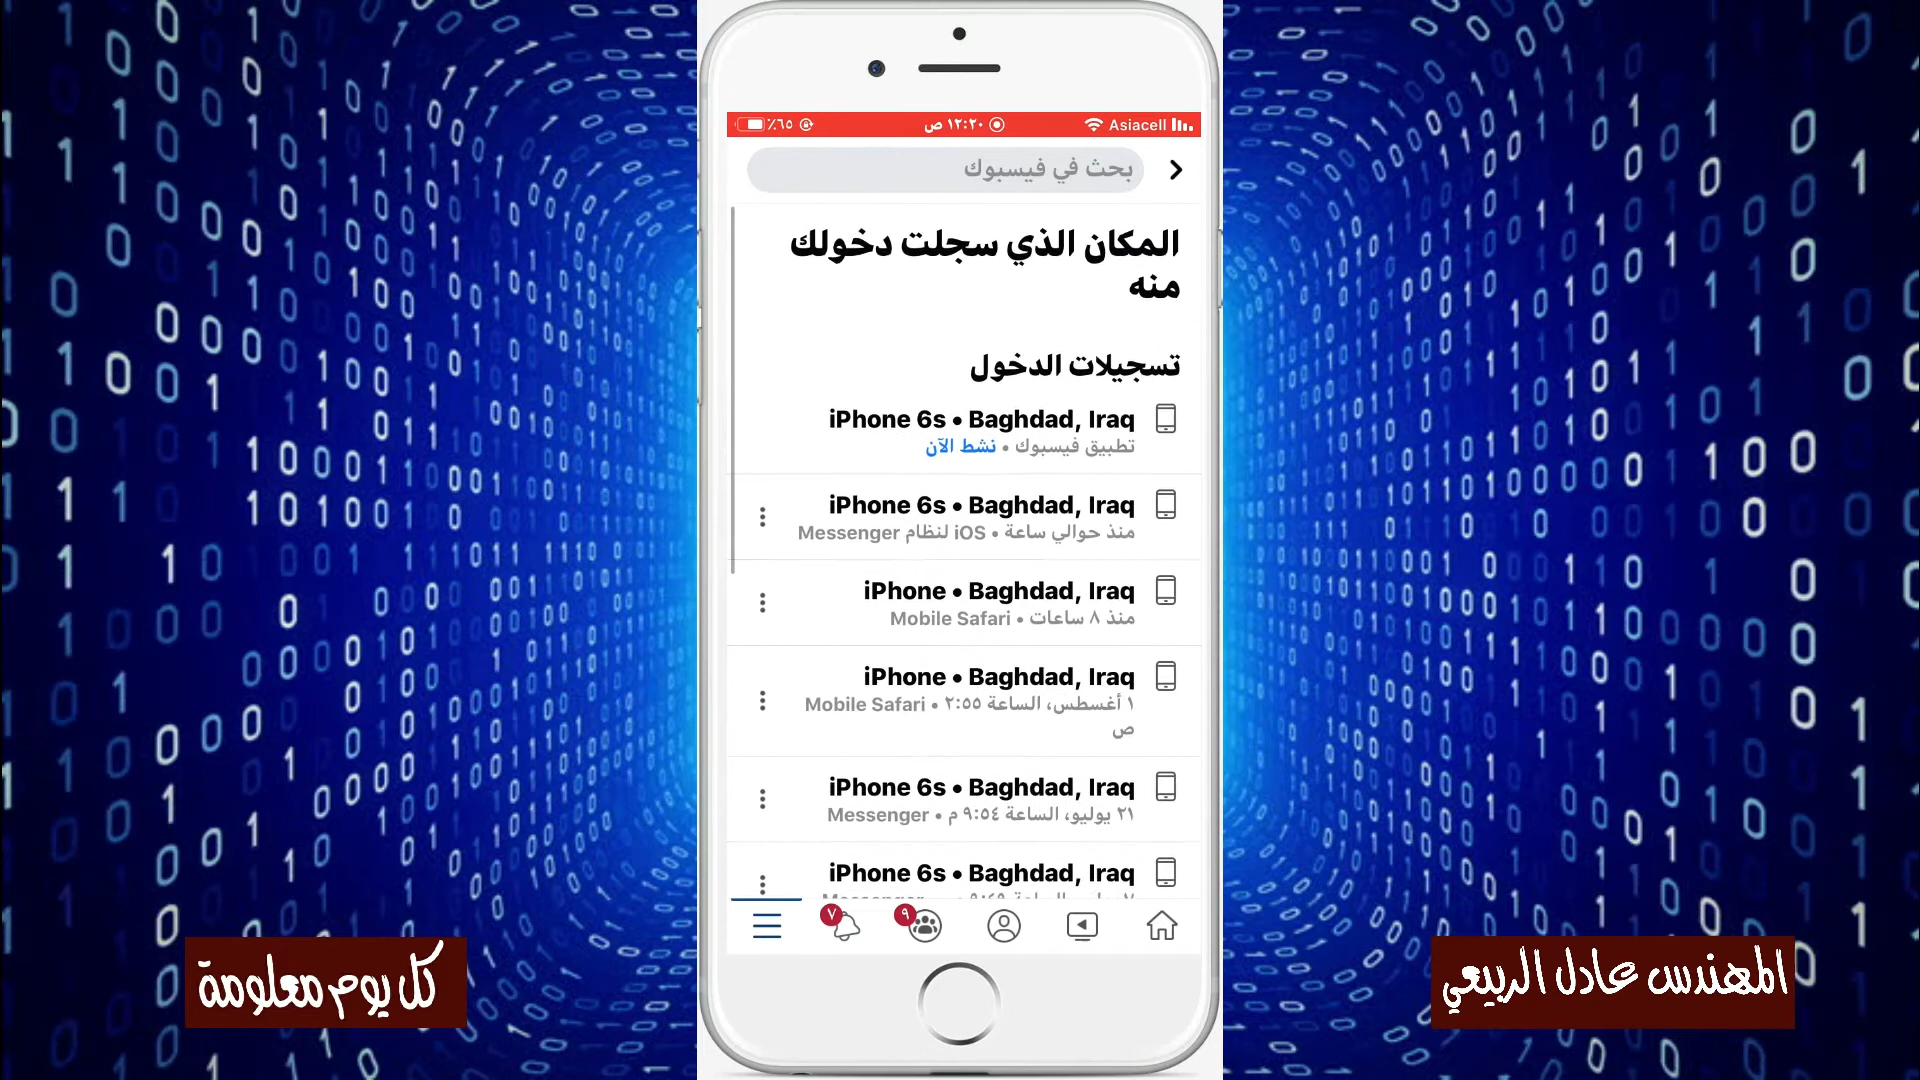 Asiacell ١٢:٢٠ ص ٪٦٥
بحث في فيسبوك
المكان الذي سجلت دخولك
منه
تسجيلات الدخول
iPhone 6s • Baghdad, Iraq
تطبيق فيسبوك • نشط الآن
iPhone 6s • Baghdad, Iraq
منذ حوالي ساعة • Messenger لنظام iOS
iPhone • Baghdad, Iraq
منذ ٨ ساعات • Mobile Safari
iPhone • Baghdad, Iraq
١ أغسطس، الساعة ٢:٥٥ • Mobile Safari
ص
iPhone 6s • Baghdad, Iraq
٢١ يوليو، الساعة ٩:٥٤ م • Messenger
iPhone 6s • Baghdad, Iraq
٩
٧
المهندس عادل الربيعي
كل يوم معلومة